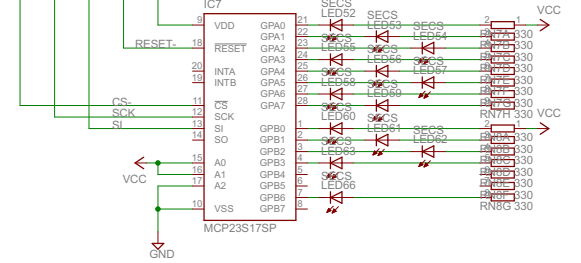 IC7
SECS
LED52
SECS
LED53
SECS
LED54
SECS
LED55
SECS
LED56
SECS
LED57
SECS
LED58
SECS
LED59
SECS
LED60
SECS
LED61
SECS
LED62
SECS
LED63
SECS
LED66
VCC
9 VDD GPA0 21
GPA1 22
RESET- 18 RESET GPA2 23
GPA3 24
20 INTA GPA4 25
19 INTB GPA5 26
GPA6 27
CS- 11 CS GPA7 28
SCK 12 SCK
SI 13 SI GPB0 1
14 SO GPB1 2
GPB2 3
15 A0 GPB3 4
16 A1 GPB4 5
17 A2 GPB5 6
GPB6 7
10 VSS GPB7 8
MCP23S17SP
VCC
GND
2 1
RN7A 330
RN7H 330
VCC
2 1
RN8G 330